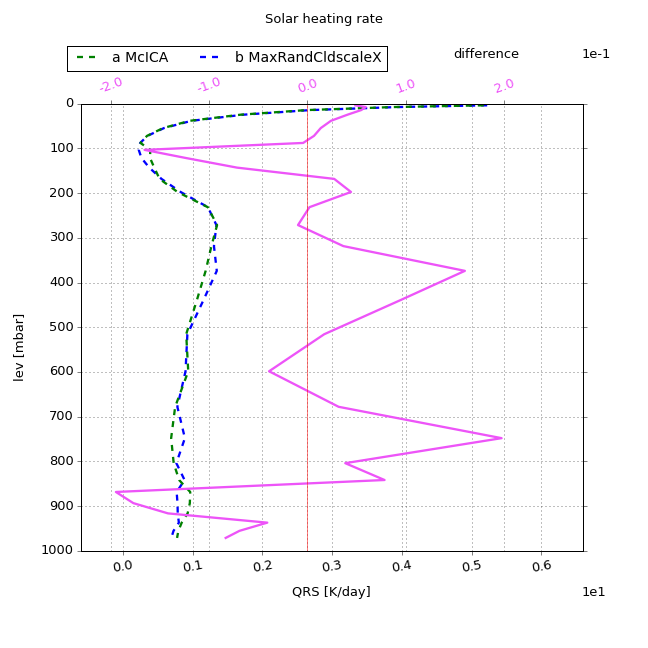 Solar heating rate
a McICA b MaxRandCldscaleX difference 1e-1
-2.0 -1.0 0.0 1.0 2.0
0
100
200
300
400
500
600
700
800
900
1000
lev [mbar]
0.0 0.1 0.2 0.3 0.4 0.5 0.6
QRS [K/day] 1e1